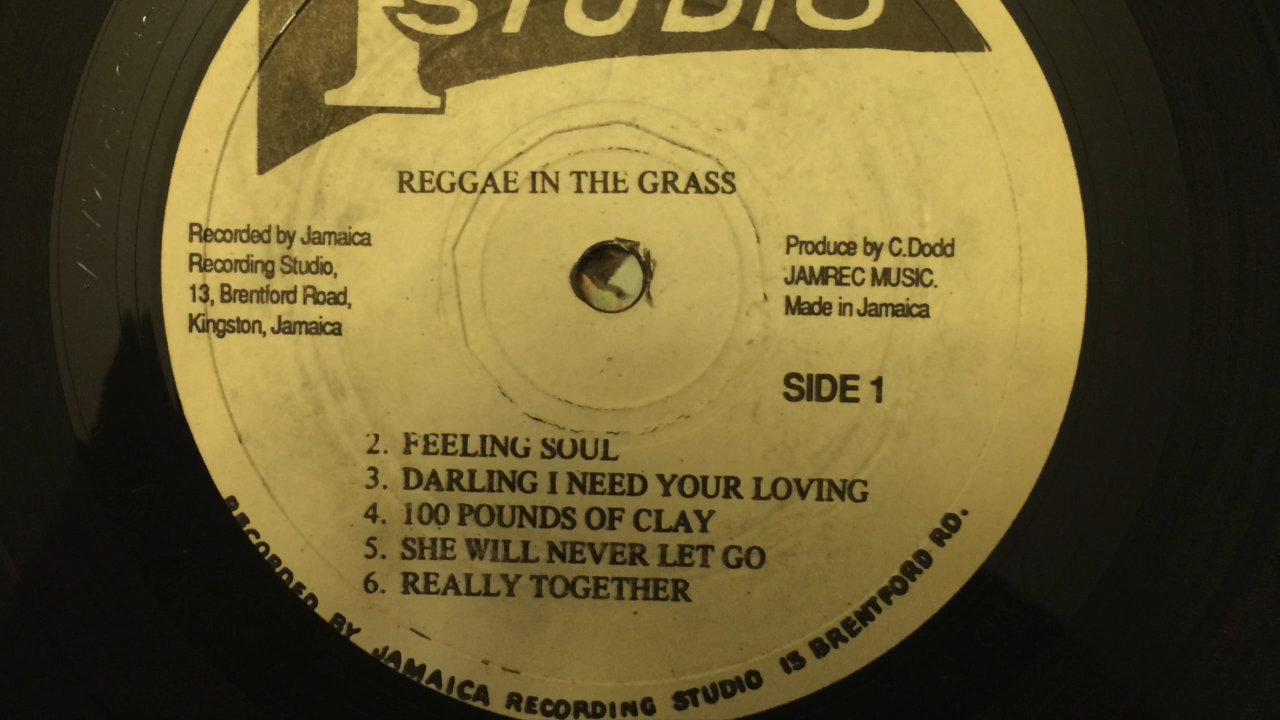 1 STUDIO
REGGAE IN THE GRASS
Recorded by Jamaica
Recording Studio,
13, Brentford Road,
Kingston, Jamaica
Produce by C.Dodd
JAMREC MUSIC.
Made in Jamaica
SIDE 1
2. FEELING SOUL
3. DARLING I NEED YOUR LOVING
4. 100 POUNDS OF CLAY
5. SHE WILL NEVER LET GO
6. REALLY TOGETHER
RECORDED BY JAMAICA RECORDING STUDIO 13 BRENTFORD RD.